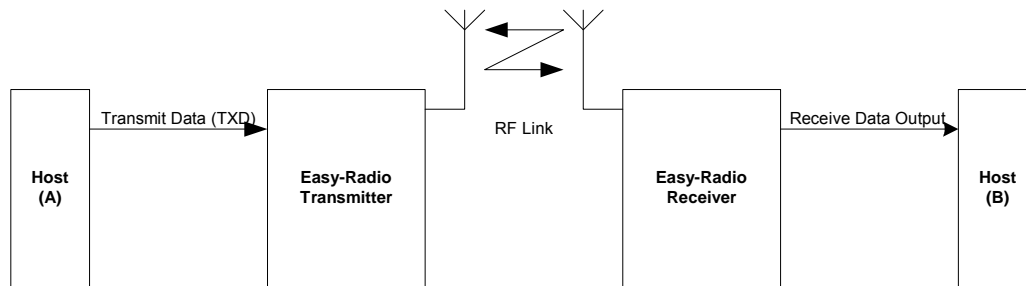 Transmit Data (TXD)
RF Link
Receive Data Output
Host
(A)
Easy-Radio
Transmitter
Easy-Radio
Receiver
Host
(B)